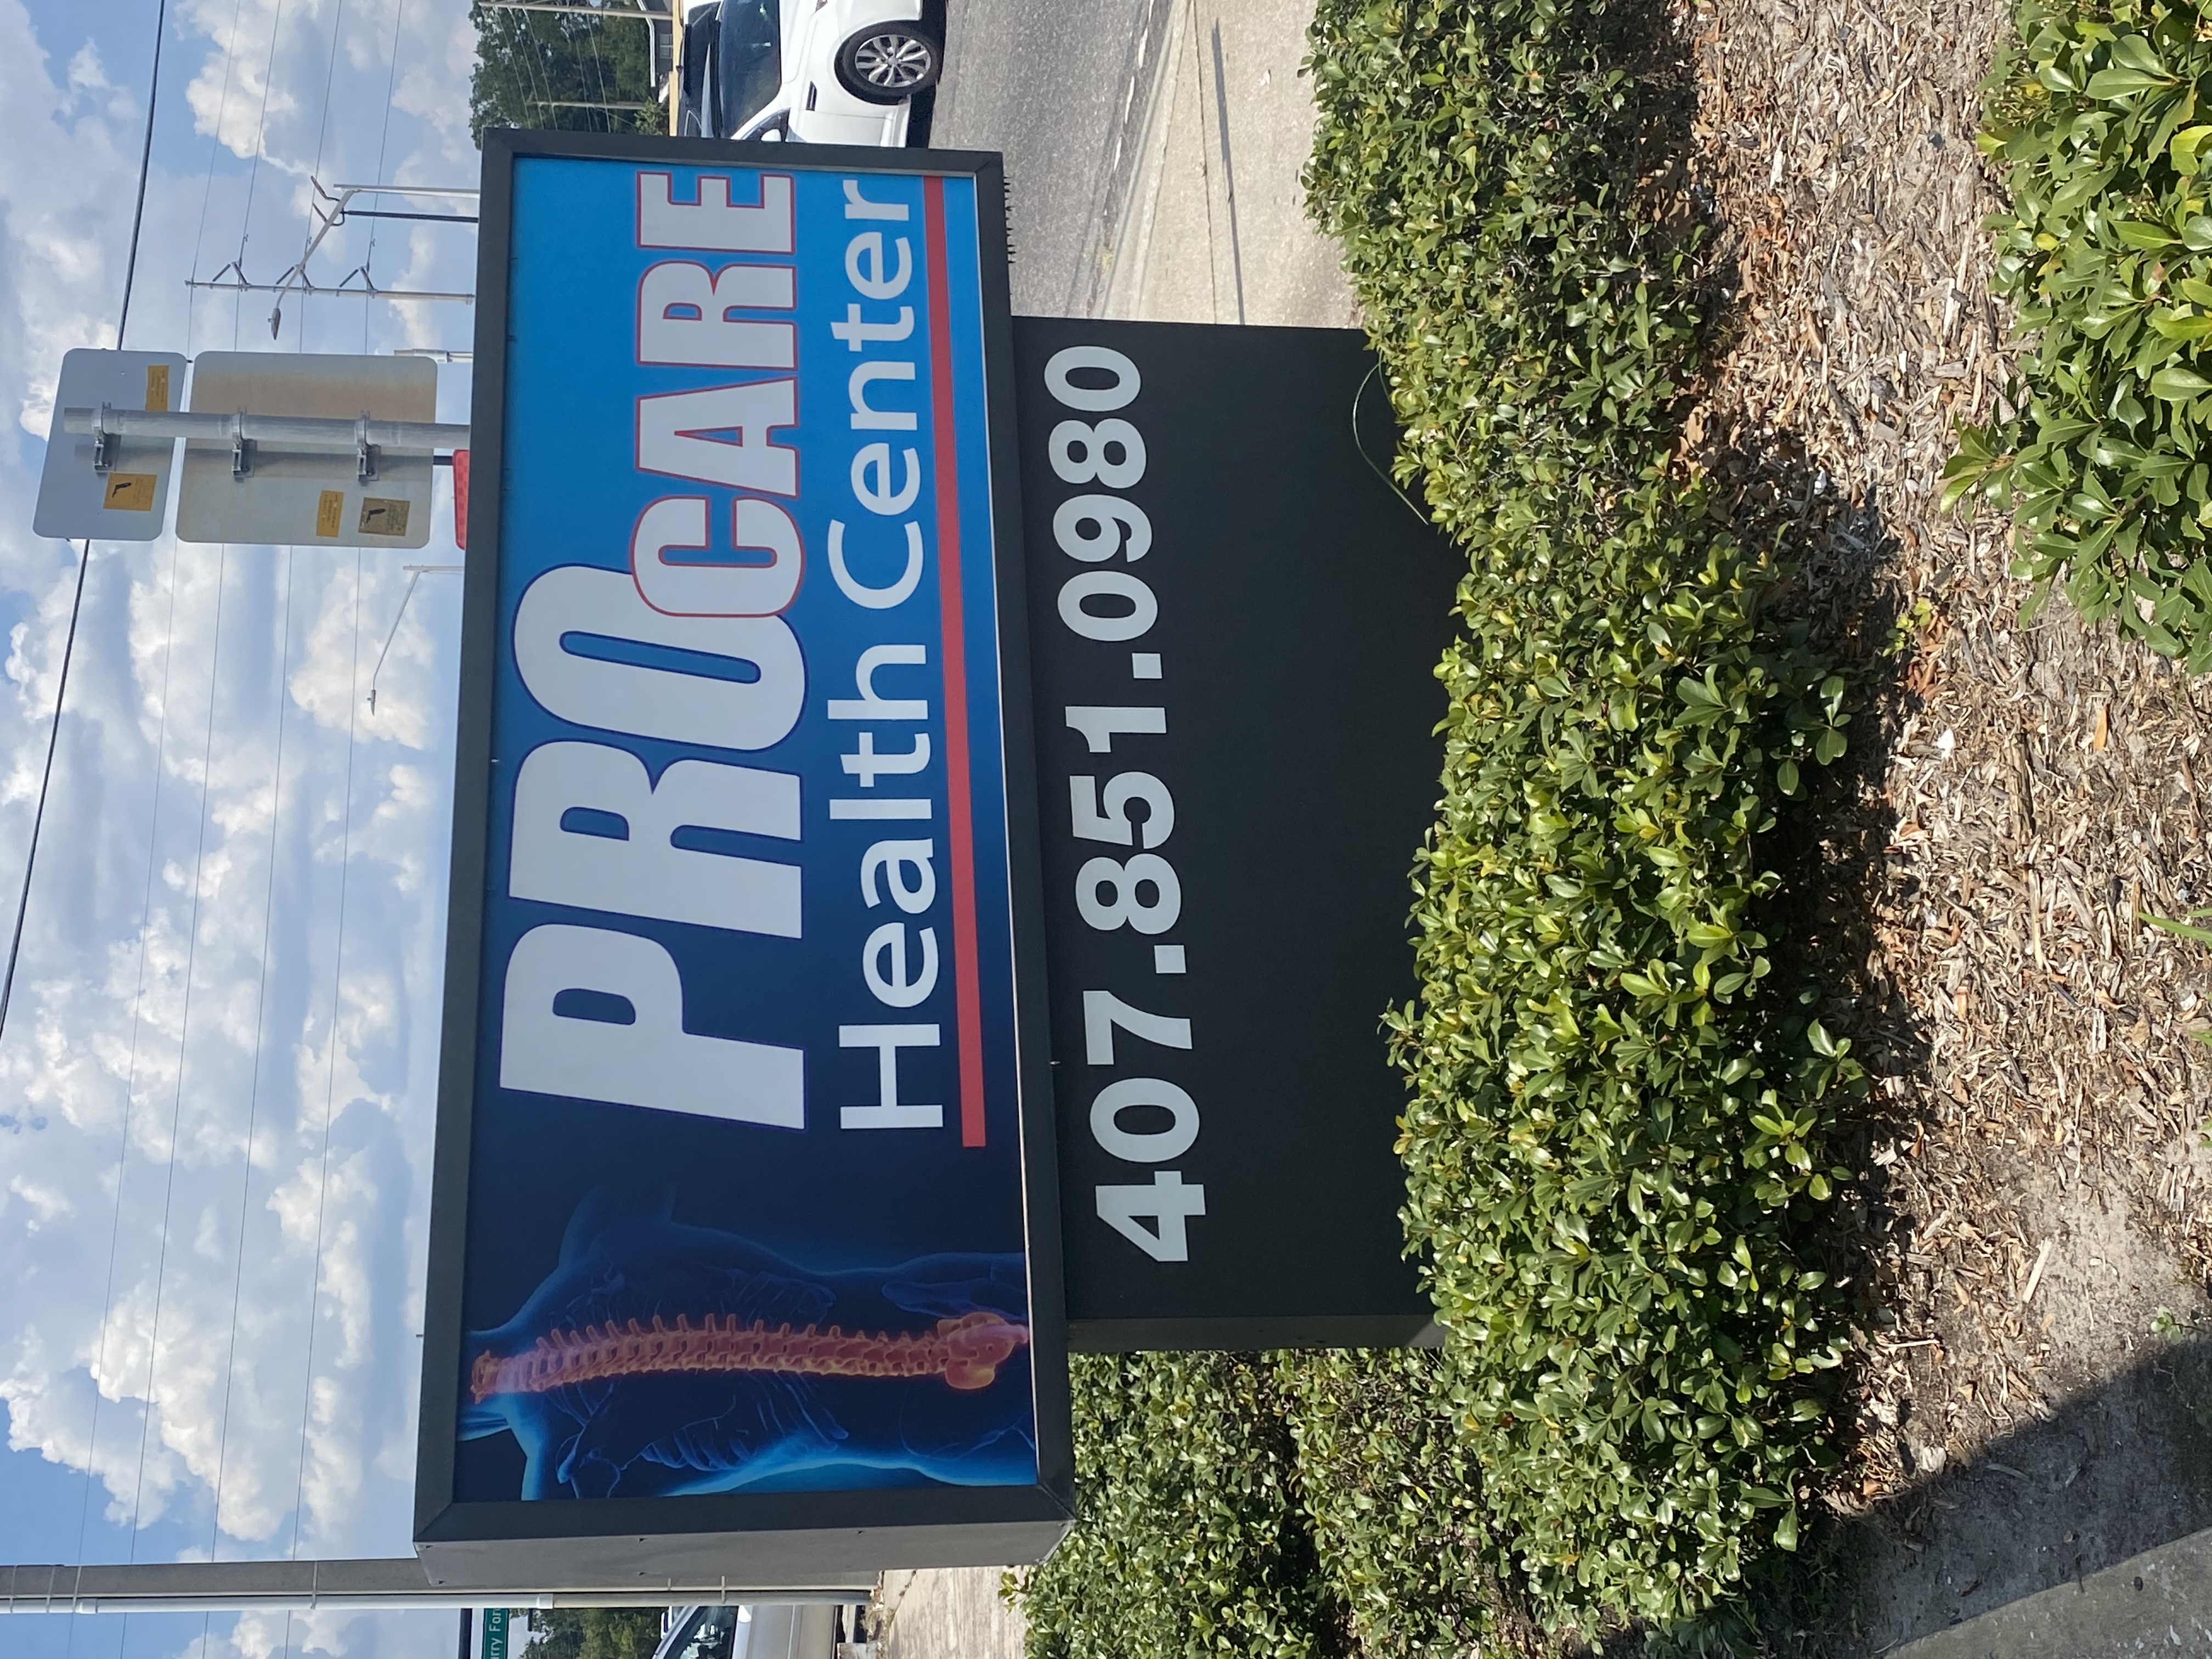 PROCARE
Health Center
407.851.0980